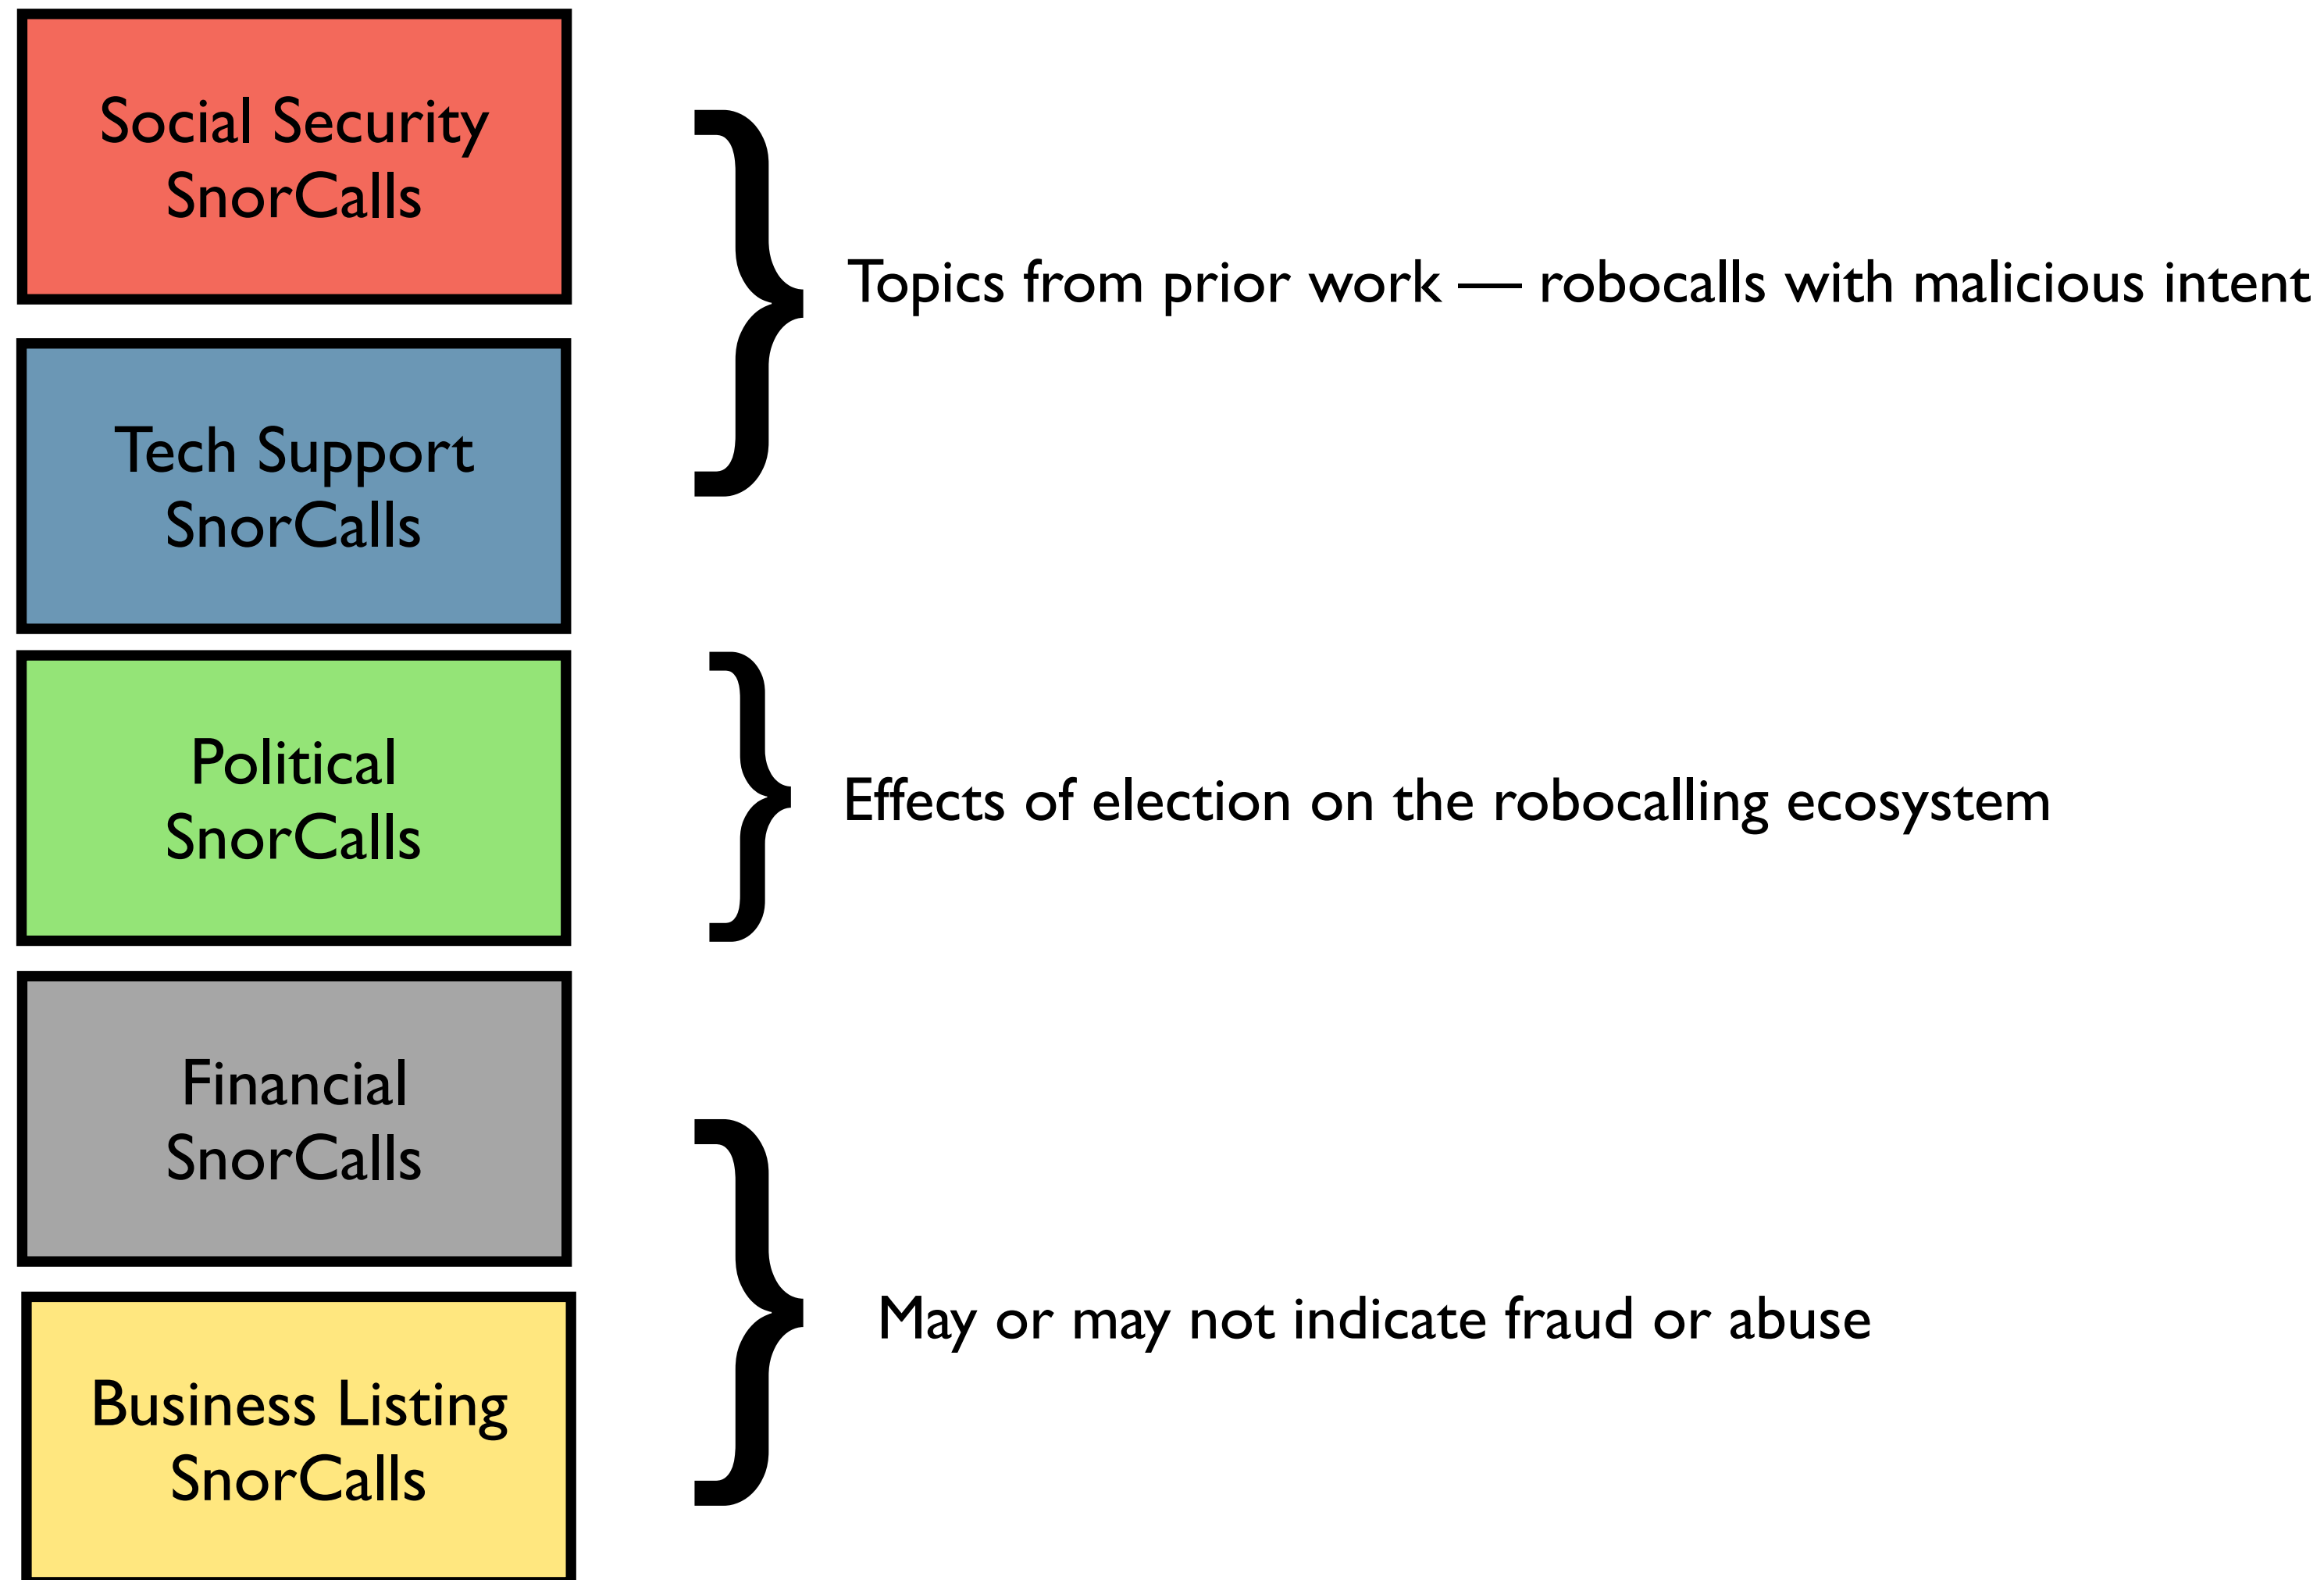 Social Security
SnorCalls
Topics from prior work — robocalls with malicious intent
Tech Support
SnorCalls
Political
SnorCalls
Effects of election on the robocalling ecosystem
Financial
SnorCalls
May or may not indicate fraud or abuse
Business Listing
SnorCalls